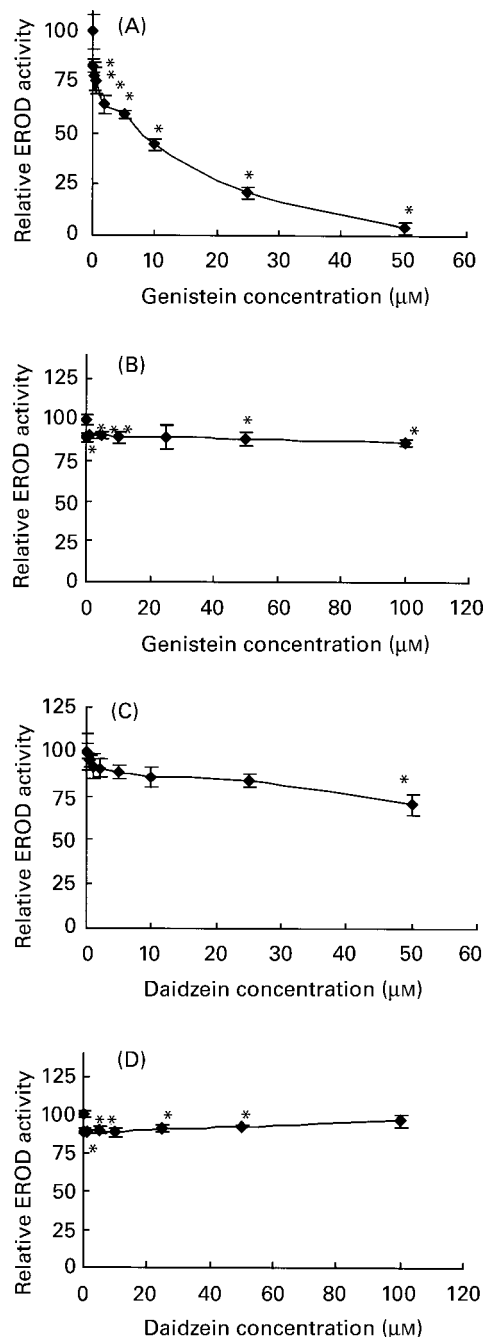 (A)
Relative EROD activity
100
75
50
25
0
* * * * * * *
0 10 20 30 40 50 60
Genistein concentration (μM)
(B)
Relative EROD activity
125
100
75
50
25
0
* * * * * *
0 20 40 60 80 100 120
Genistein concentration (μM)
(C)
Relative EROD activity
125
100
75
50
25
0
*
0 10 20 30 40 50 60
Daidzein concentration (μM)
(D)
Relative EROD activity
125
100
75
50
25
0
* * * * *
0 20 40 60 80 100 120
Daidzein concentration (μM)